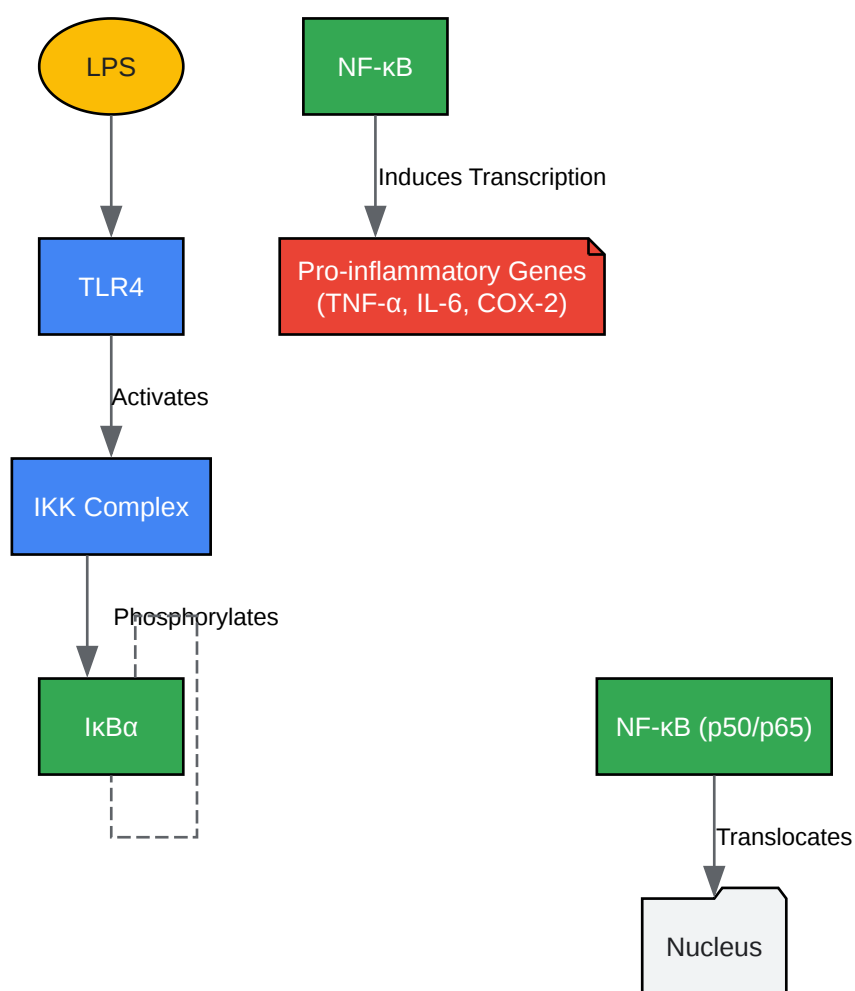 LPS
NF-κB
Induces Transcription
TLR4
Pro-inflammatory Genes
(TNF-α, IL-6, COX-2)
Activates
IKK Complex
Phosphorylates
IκBα
NF-κB (p50/p65)
Translocates
Nucleus